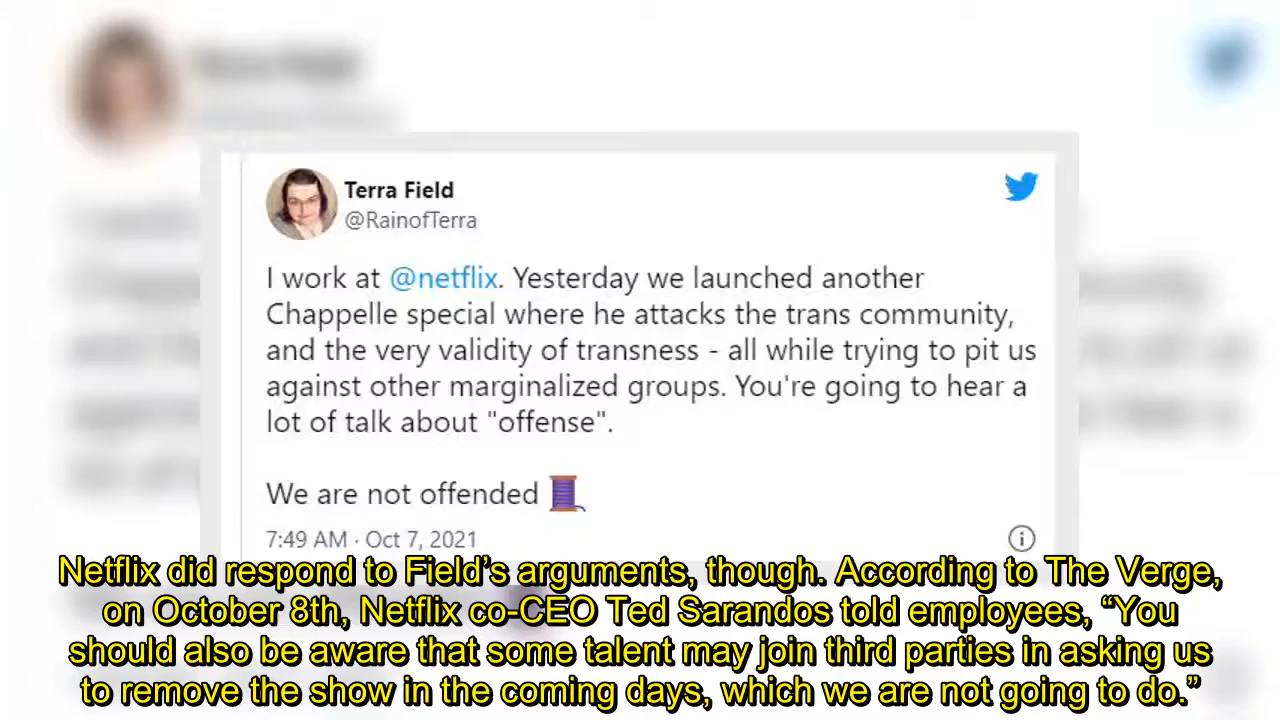 Terra Field
@RainofTerra
I work at @netflix. Yesterday we launched another
Chappelle special where he attacks the trans community,
and the very validity of transness - all while trying to pit us
against other marginalized groups. You're going to hear a
lot of talk about "offense".
We are not offended 🧵
7:49 AM · Oct 7, 2021
Netflix did respond to Field’s arguments, though. According to The Verge,
on October 8th, Netflix co-CEO Ted Sarandos told employees, “You
should also be aware that some talent may join third parties in asking us
to remove the show in the coming days, which we are not going to do.”